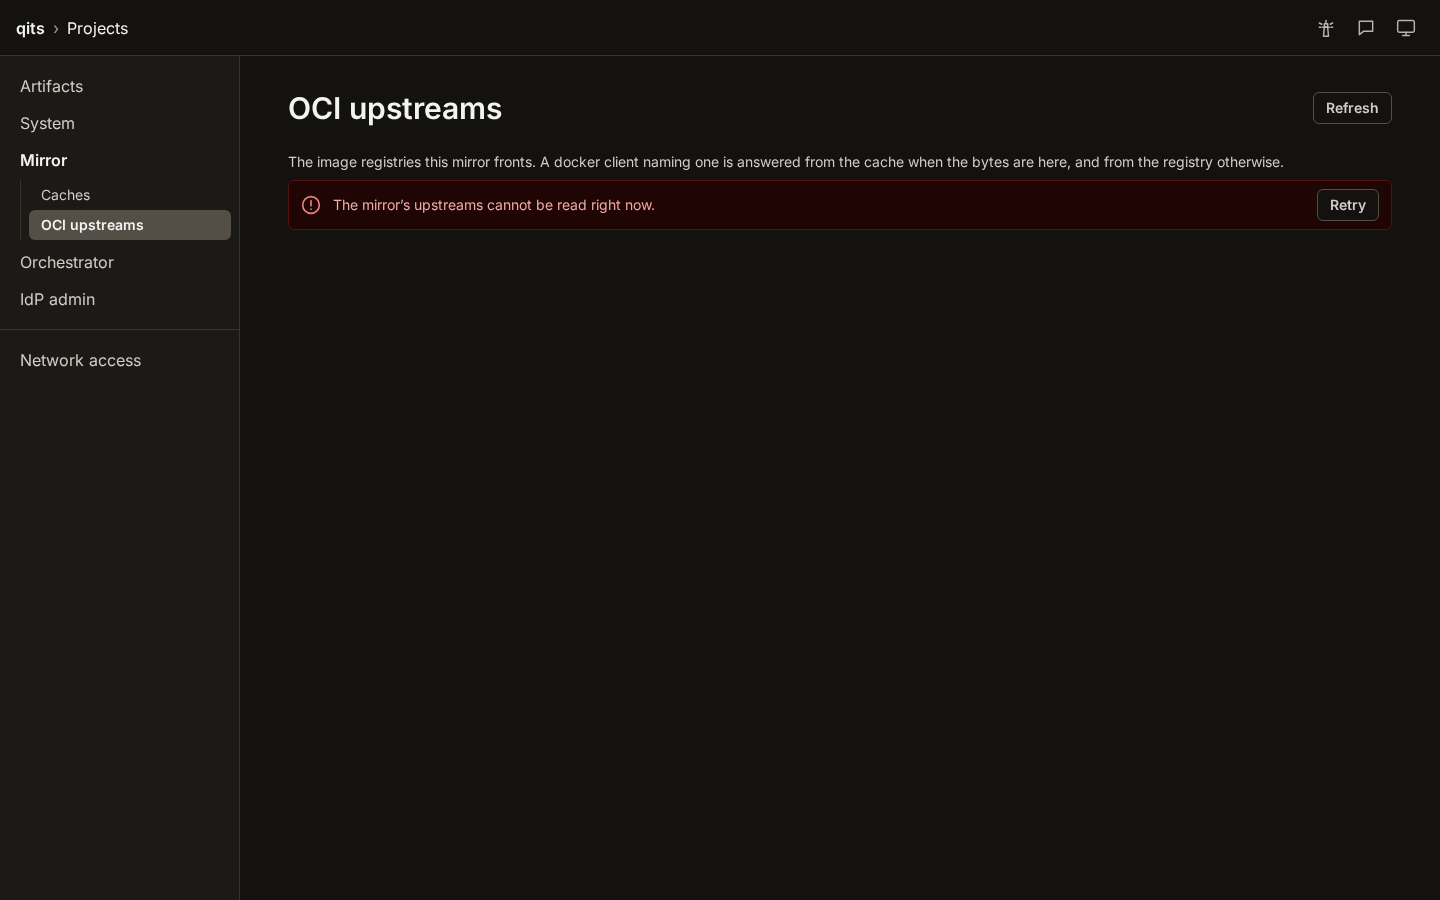 qits › Projects
Artifacts
System
Mirror
Caches
OCI upstreams
Orchestrator
IdP admin
Network access
OCI upstreams
Refresh
The image registries this mirror fronts. A docker client naming one is answered from the cache when the bytes are here, and from the registry otherwise.
The mirror’s upstreams cannot be read right now.
Retry